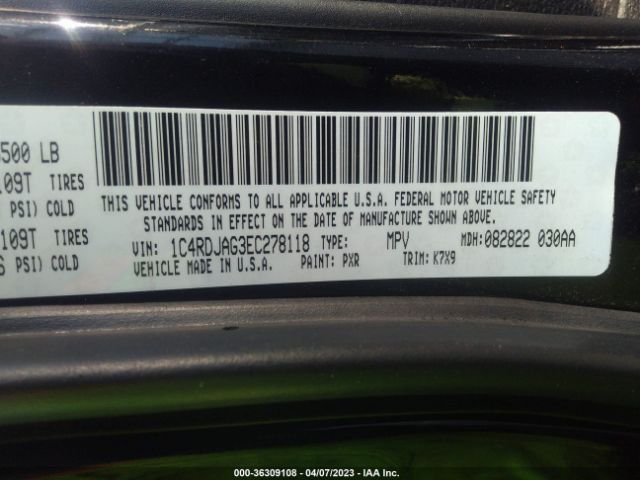 500 LB
109T TIRES
PSI) COLD
109T TIRES
PSI) COLD
THIS VEHICLE CONFORMS TO ALL APPLICABLE U.S.A. FEDERAL MOTOR VEHICLE SAFETY
STANDARDS IN EFFECT ON THE DATE OF MANUFACTURE SHOWN ABOVE.
VIN: 1C4RDJAG3EC278118 TYPE: MPV MDH:082822 030AA
VEHICLE MADE IN U.S.A. PAINT: PXR TRIM: K7X9
000-36309108 - 04/07/2023 - IAA Inc.